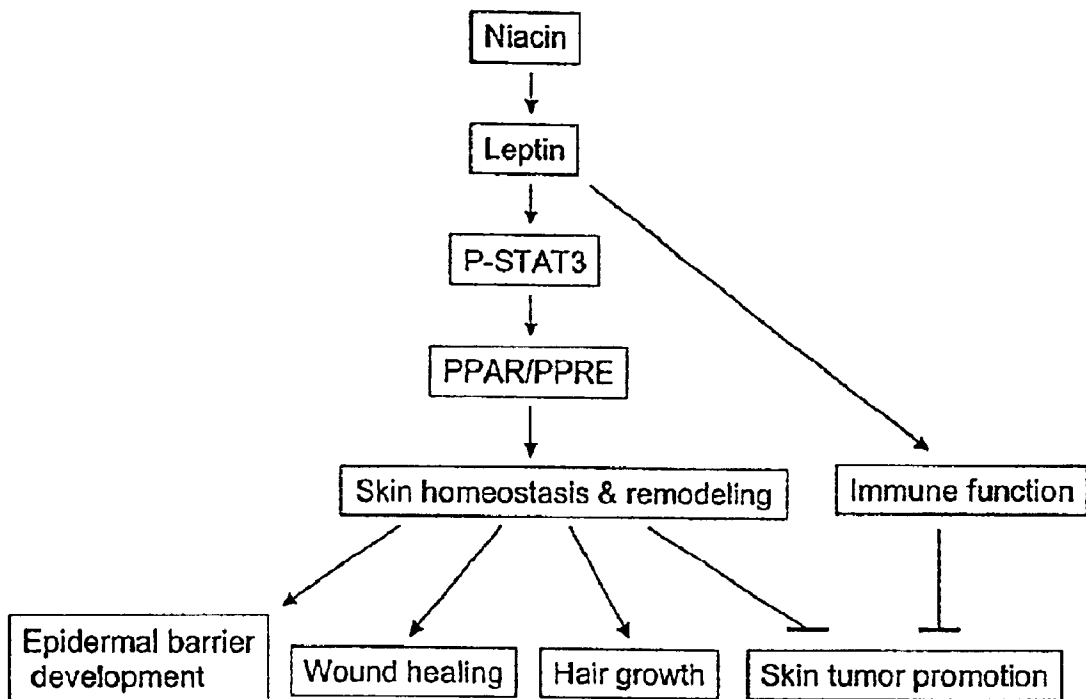 Niacin
Leptin
P-STAT3
PPAR/PPRE
Skin homeostasis & remodeling
Immune function
Epidermal barrier
development
Wound healing
Hair growth
Skin tumor promotion